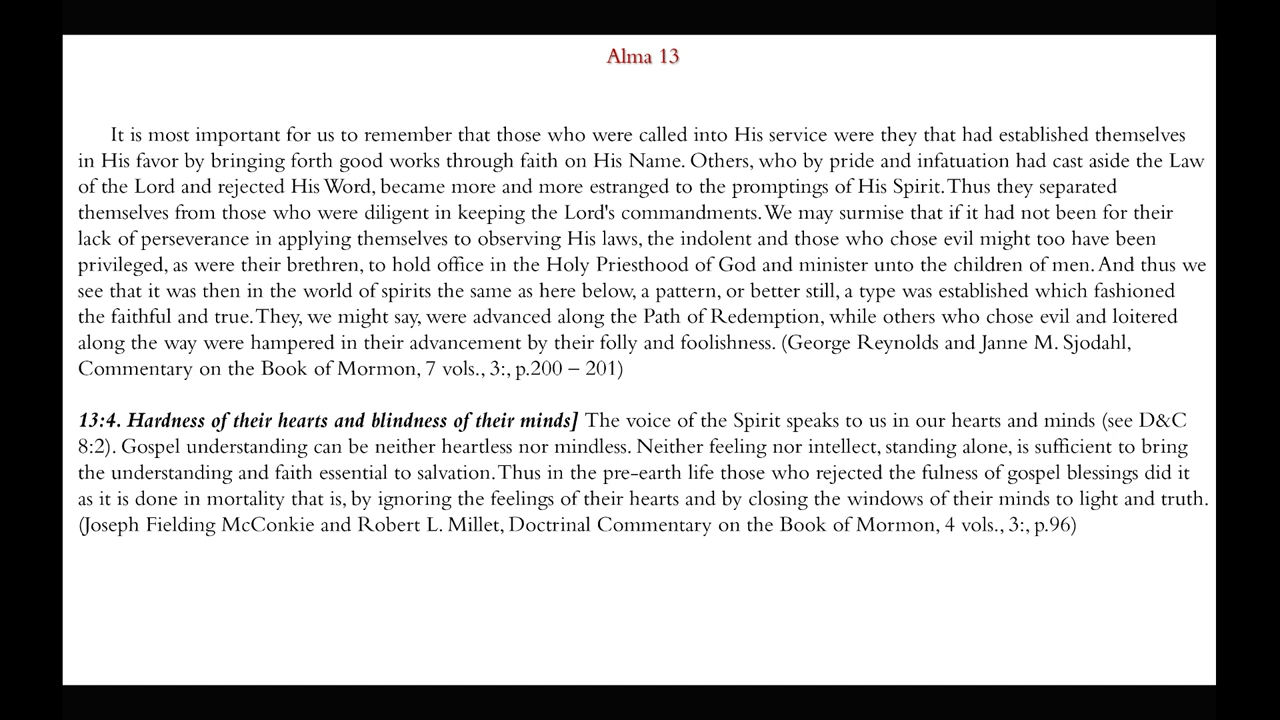 Alma 13
It is most important for us to remember that those who were called into His service were they that had established themselves
in His favor by bringing forth good works through faith on His Name. Others, who by pride and infatuation had cast aside the Law
of the Lord and rejected His Word, became more and more estranged to the promptings of His Spirit. Thus they separated
themselves from those who were diligent in keeping the Lord's commandments. We may surmise that if it had not been for their
lack of perseverance in applying themselves to observing His laws, the indolent and those who chose evil might too have been
privileged, as were their brethren, to hold office in the Holy Priesthood of God and minister unto the children of men. And thus we
see that it was then in the world of spirits the same as here below, a pattern, or better still, a type was established which fashioned
the faithful and true. They, we might say, were advanced along the Path of Redemption, while others who chose evil and loitered
along the way were hampered in their advancement by their folly and foolishness. (George Reynolds and Janne M. Sjodahl,
Commentary on the Book of Mormon, 7 vols., 3:, p.200 – 201)
13:4. Hardness of their hearts and blindness of their minds] The voice of the Spirit speaks to us in our hearts and minds (see D&C
8:2). Gospel understanding can be neither heartless nor mindless. Neither feeling nor intellect, standing alone, is sufficient to bring
the understanding and faith essential to salvation. Thus in the pre-earth life those who rejected the fulness of gospel blessings did it
as it is done in mortality that is, by ignoring the feelings of their hearts and by closing the windows of their minds to light and truth.
(Joseph Fielding McConkie and Robert L. Millet, Doctrinal Commentary on the Book of Mormon, 4 vols., 3:, p.96)